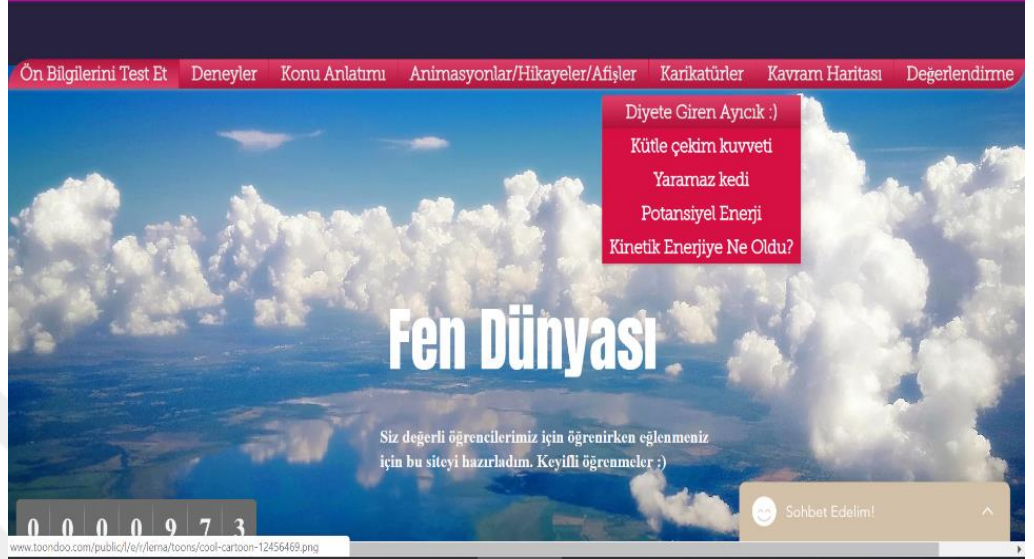 Ön Bilgilerini Test Et Deneyler Konu Anlatımı Animasyonlar/Hikayeler/Afişler Karikatürler Kavram Haritası Değerlendirme
Diyete Giren Ayıcık :)
Kütle çekim kuvveti
Yaramaz kedi
Potansiyel Enerji
Kinetik Enerjiye Ne Oldu?
Fen Dünyası
Siz değerli öğrencilerimiz için öğrenirken eğlenmeniz
için bu siteyi hazırladım. Keyifli öğrenmeler :)
Sohbet Edelim!
0 0 0 0 9 7 3
www.toondoo.com/public/l/e/r/lerna/toons/cool-cartoon-12456469.png